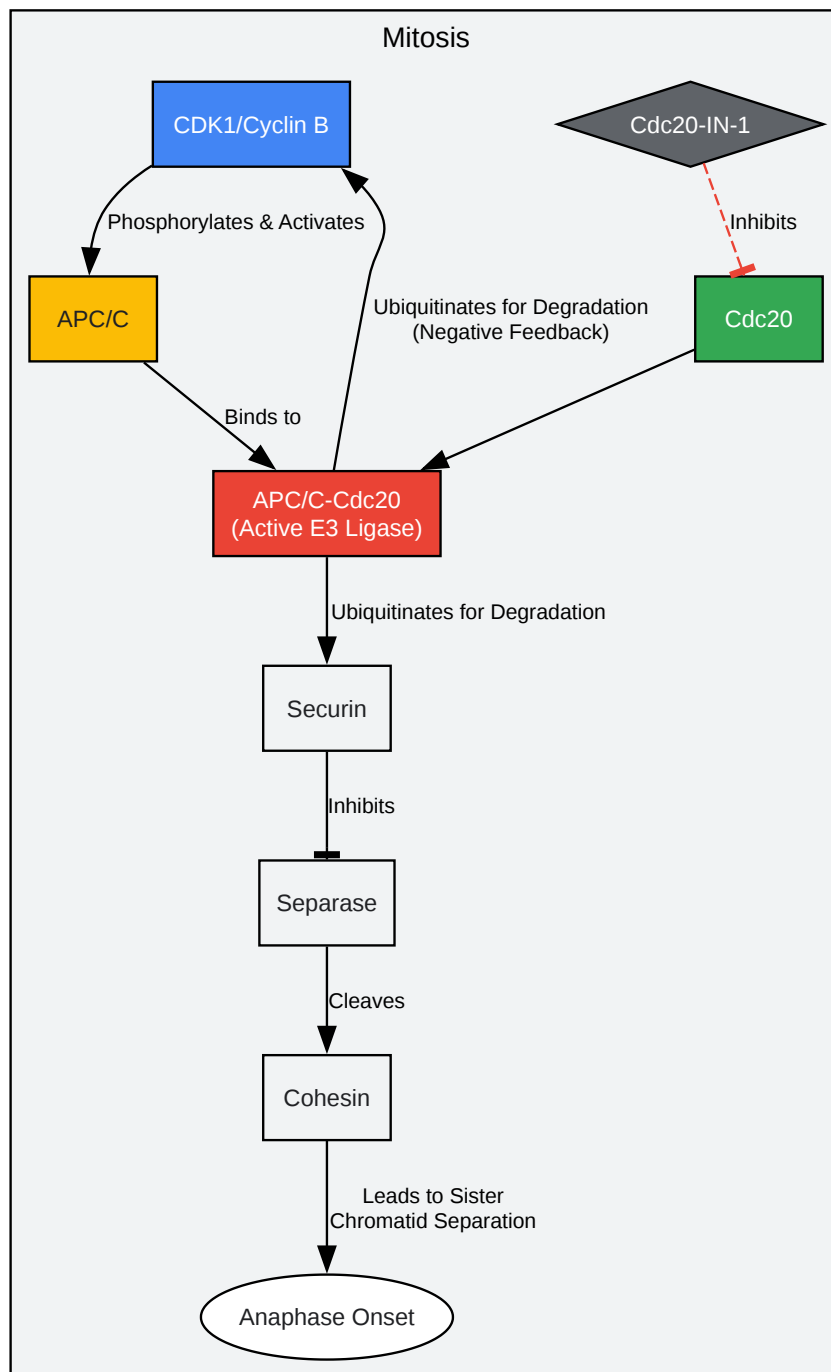 Mitosis
CDK1/Cyclin B
Cdc20-IN-1
Phosphorylates & Activates
Inhibits
APC/C
Ubiquitinates for Degradation
(Negative Feedback)
Cdc20
Binds to
APC/C-Cdc20
(Active E3 Ligase)
Ubiquitinates for Degradation
Securin
Inhibits
Separase
Cleaves
Cohesin
Leads to Sister
Chromatid Separation
Anaphase Onset